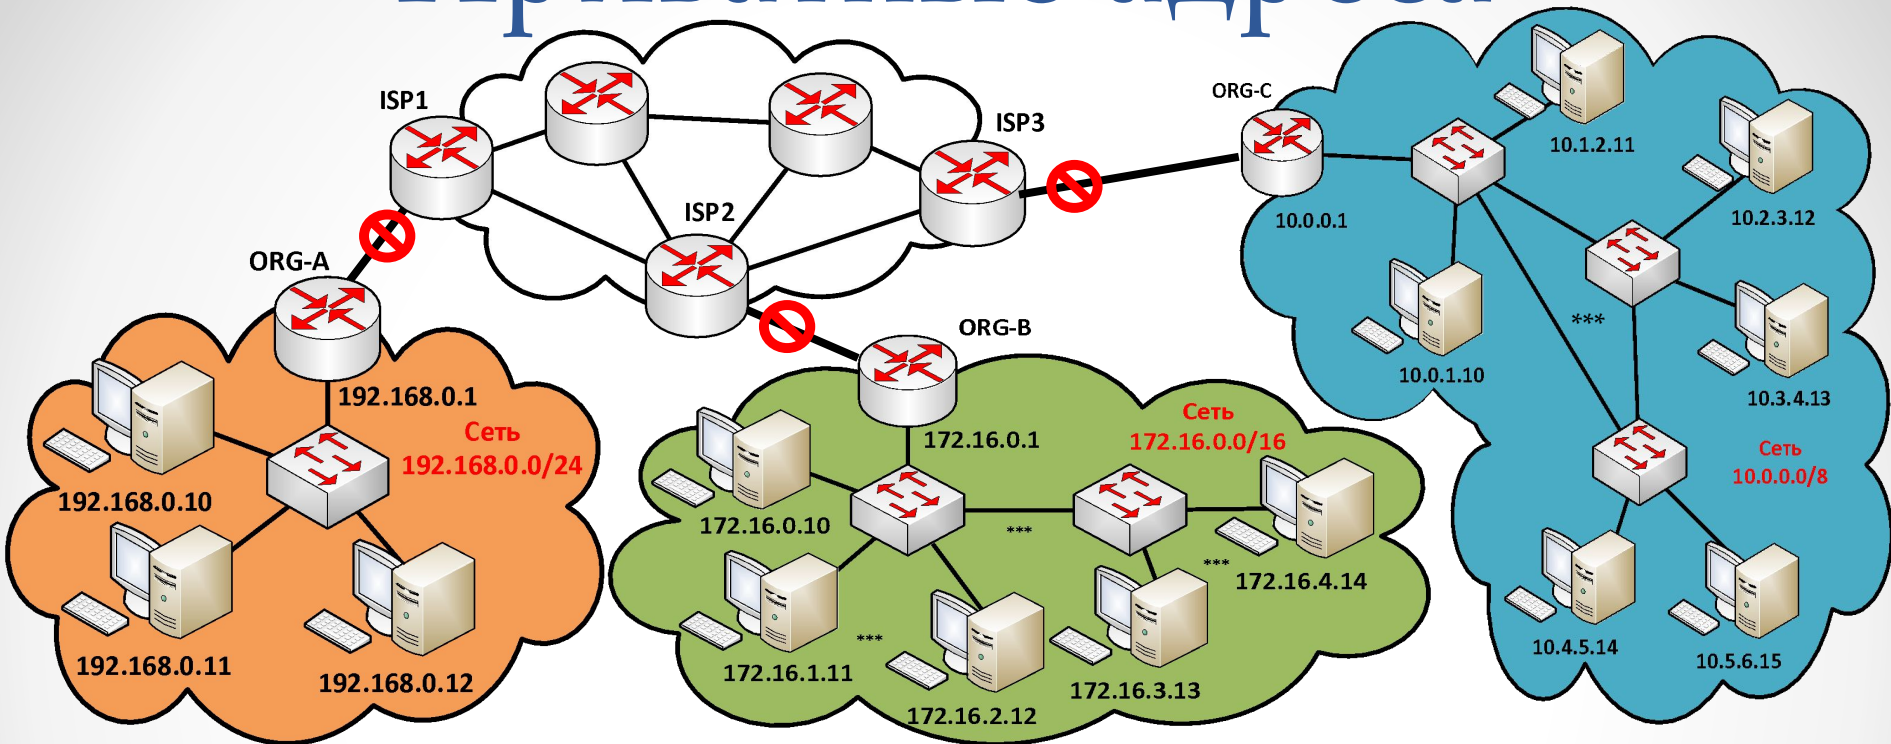 Приватные адреса
ISP1
ISP2
ISP3
ORG-A
192.168.0.1
Сеть
192.168.0.0/24
192.168.0.10
192.168.0.11
192.168.0.12
ORG-B
172.16.0.1
Сеть
172.16.0.0/16
172.16.0.10
***
***
172.16.4.14
172.16.1.11
***
172.16.2.12
172.16.3.13
ORG-C
10.0.0.1
10.1.2.11
10.2.3.12
10.0.1.10
***
10.3.4.13
Сеть
10.0.0.0/8
10.4.5.14
10.5.6.15